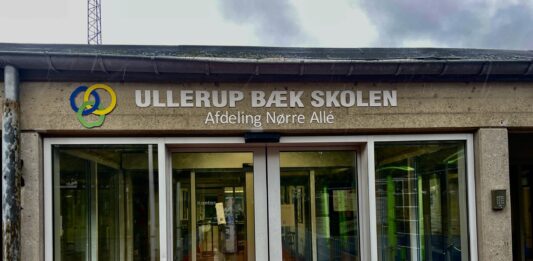 ULLERUP BÆK SKOLEN
Afdeling Nørre Allé